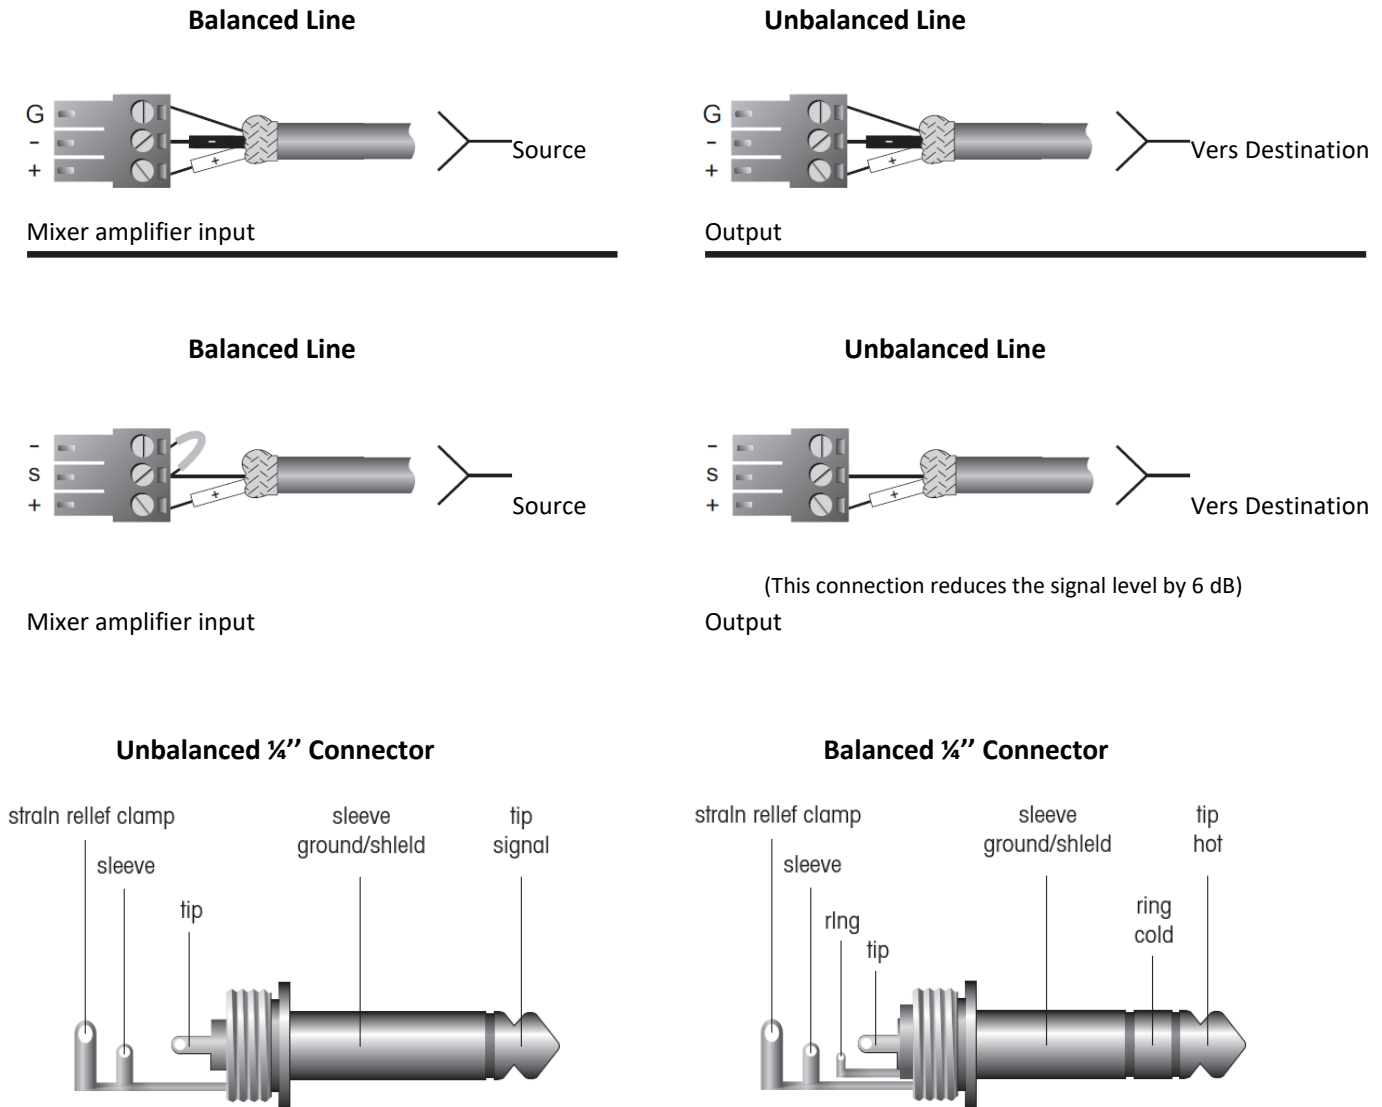 Balanced Line
Unbalanced Line
G
-
+
-
+
Source
G
-
+
-
+
Vers Destination
Mixer amplifier input
Output
Balanced Line
Unbalanced Line
-
S
+
+
Source
-
S
+
+
Vers Destination
(This connection reduces the signal level by 6 dB)
Mixer amplifier input
Output
Unbalanced ¼’’ Connector
Balanced ¼’’ Connector
straIn rellef clamp
sleeve
ground/shleld
tip
signal
sleeve
tip
straIn rellef clamp
sleeve
ground/shleld
tip
hot
sleeve
rIng
tip
ring
cold